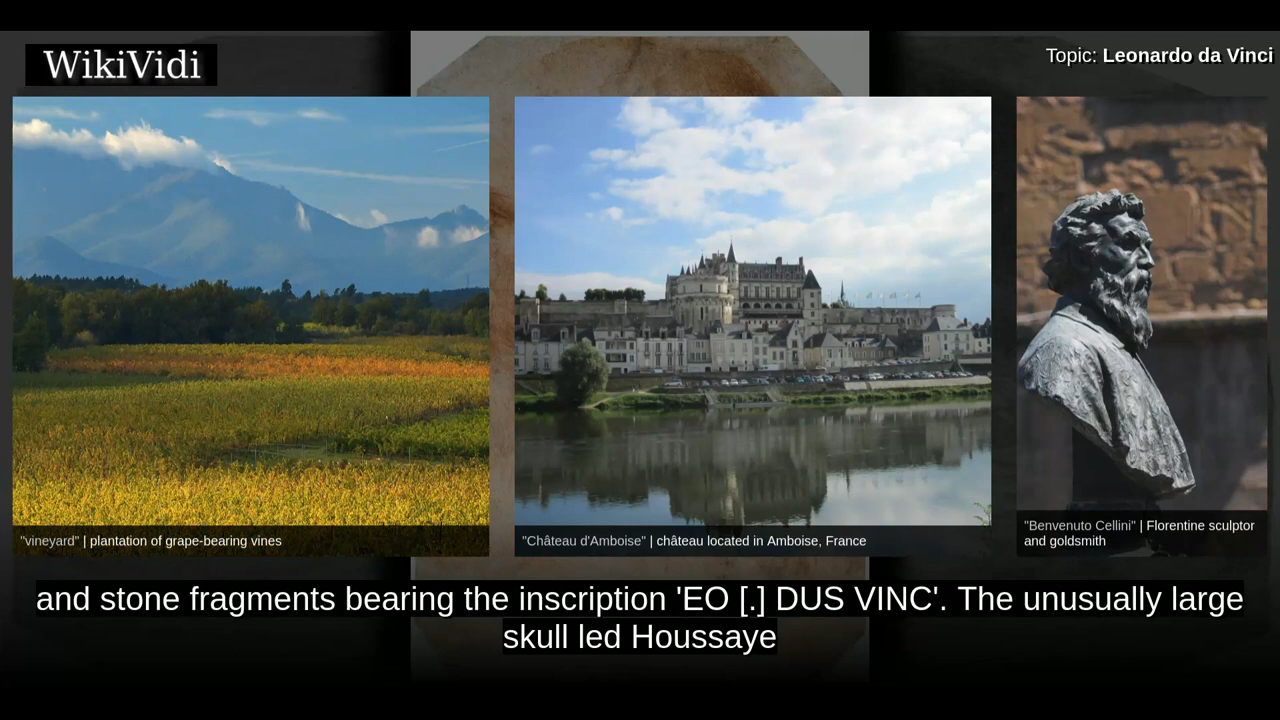 WikiVidi
Topic: Leonardo da Vinci
"vineyard" | plantation of grape-bearing vines
"Château d'Amboise" | château located in Amboise, France
"Benvenuto Cellini" | Florentine sculptor
and goldsmith
and stone fragments bearing the inscription 'EO [.] DUS VINC'. The unusually large
skull led Houssaye